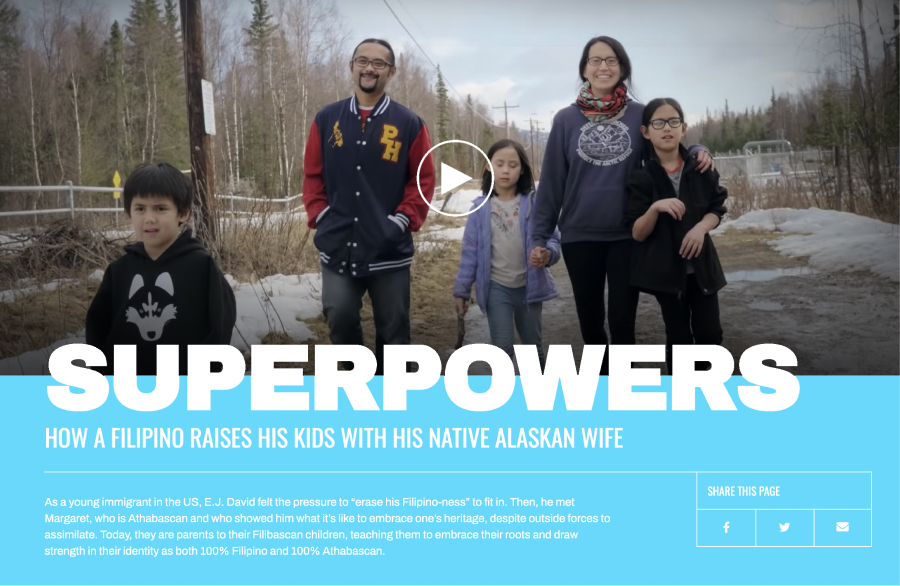 PH
SUPERPOWERS
HOW A FILIPINO RAISES HIS KIDS WITH HIS NATIVE ALASKAN WIFE
As a young immigrant in the US, E.J. David felt the pressure to “erase his Filipino-ness” to fit in. Then, he met
Margaret, who is Athabascan and who showed him what it’s like to embrace one’s heritage, despite outside forces to
assimilate. Today, they are parents to their Filibascan children, teaching them to embrace their roots and draw
strength in their identity as both 100% Filipino and 100% Athabascan.
SHARE THIS PAGE